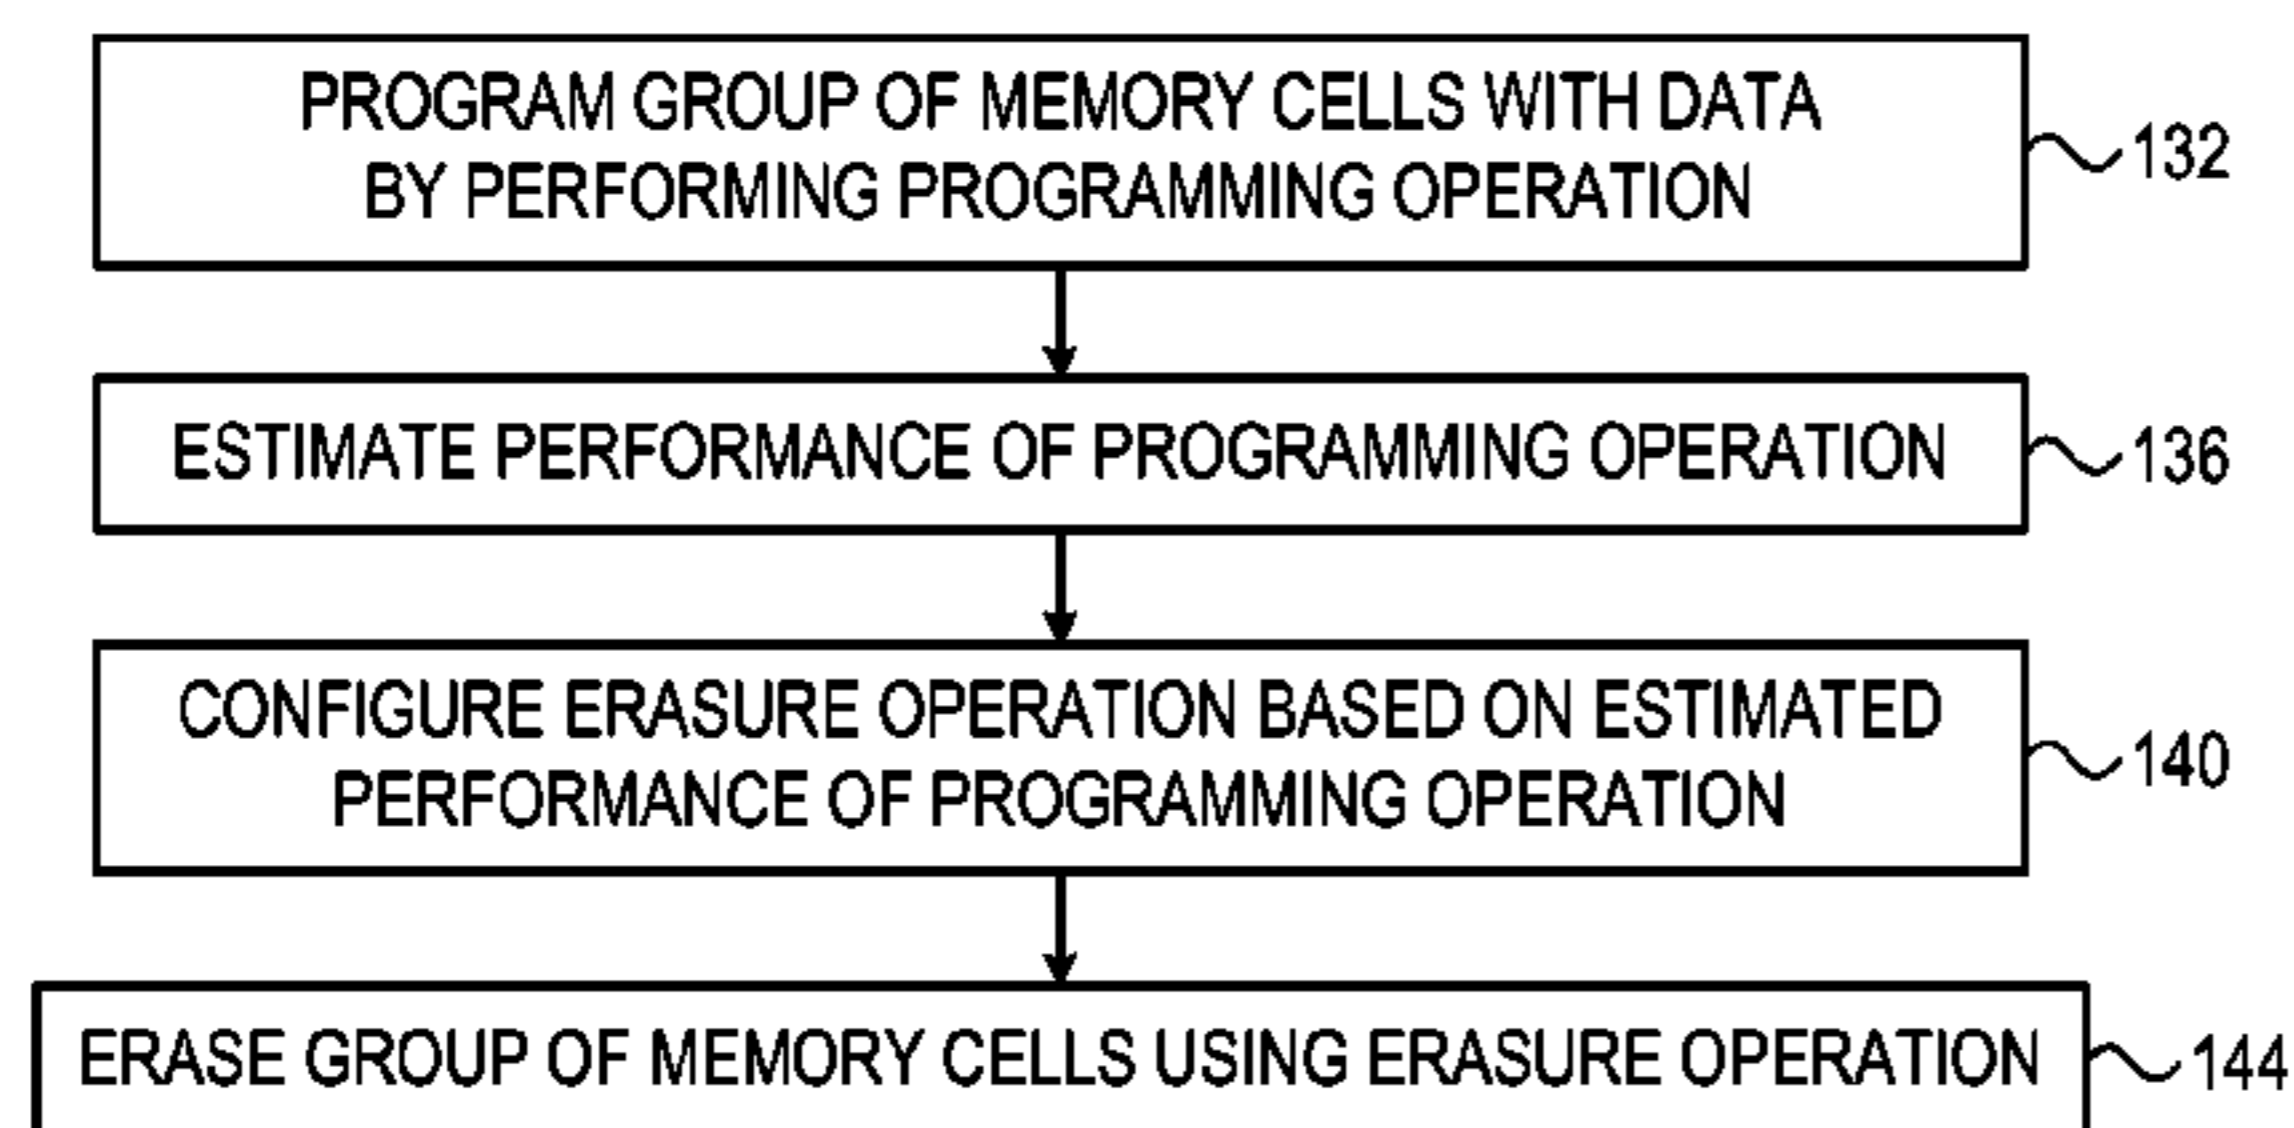 PROGRAM GROUP OF MEMORY CELLS WITH DATA
BY PERFORMING PROGRAMMING OPERATION
132
ESTIMATE PERFORMANCE OF PROGRAMMING OPERATION
136
CONFIGURE ERASURE OPERATION BASED ON ESTIMATED
PERFORMANCE OF PROGRAMMING OPERATION
140
ERASE GROUP OF MEMORY CELLS USING ERASURE OPERATION
144